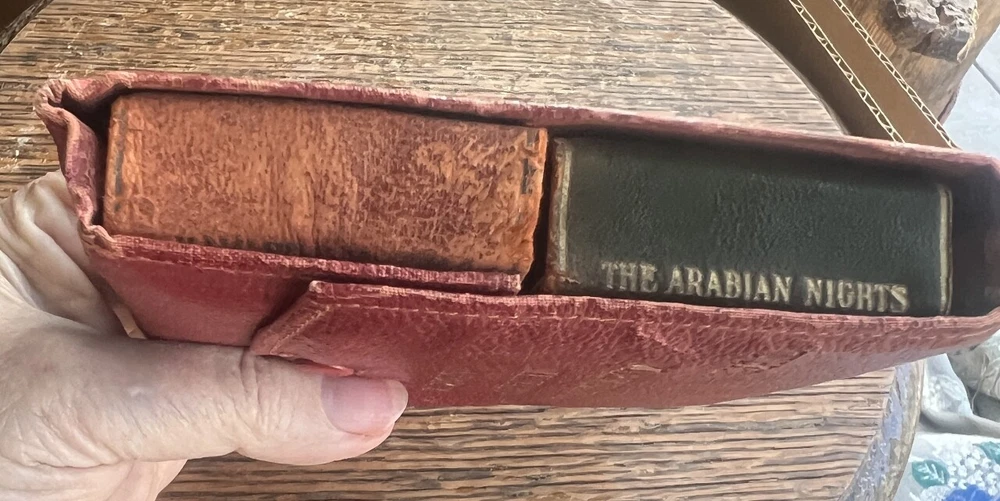 THE ARABIAN NIGHTS